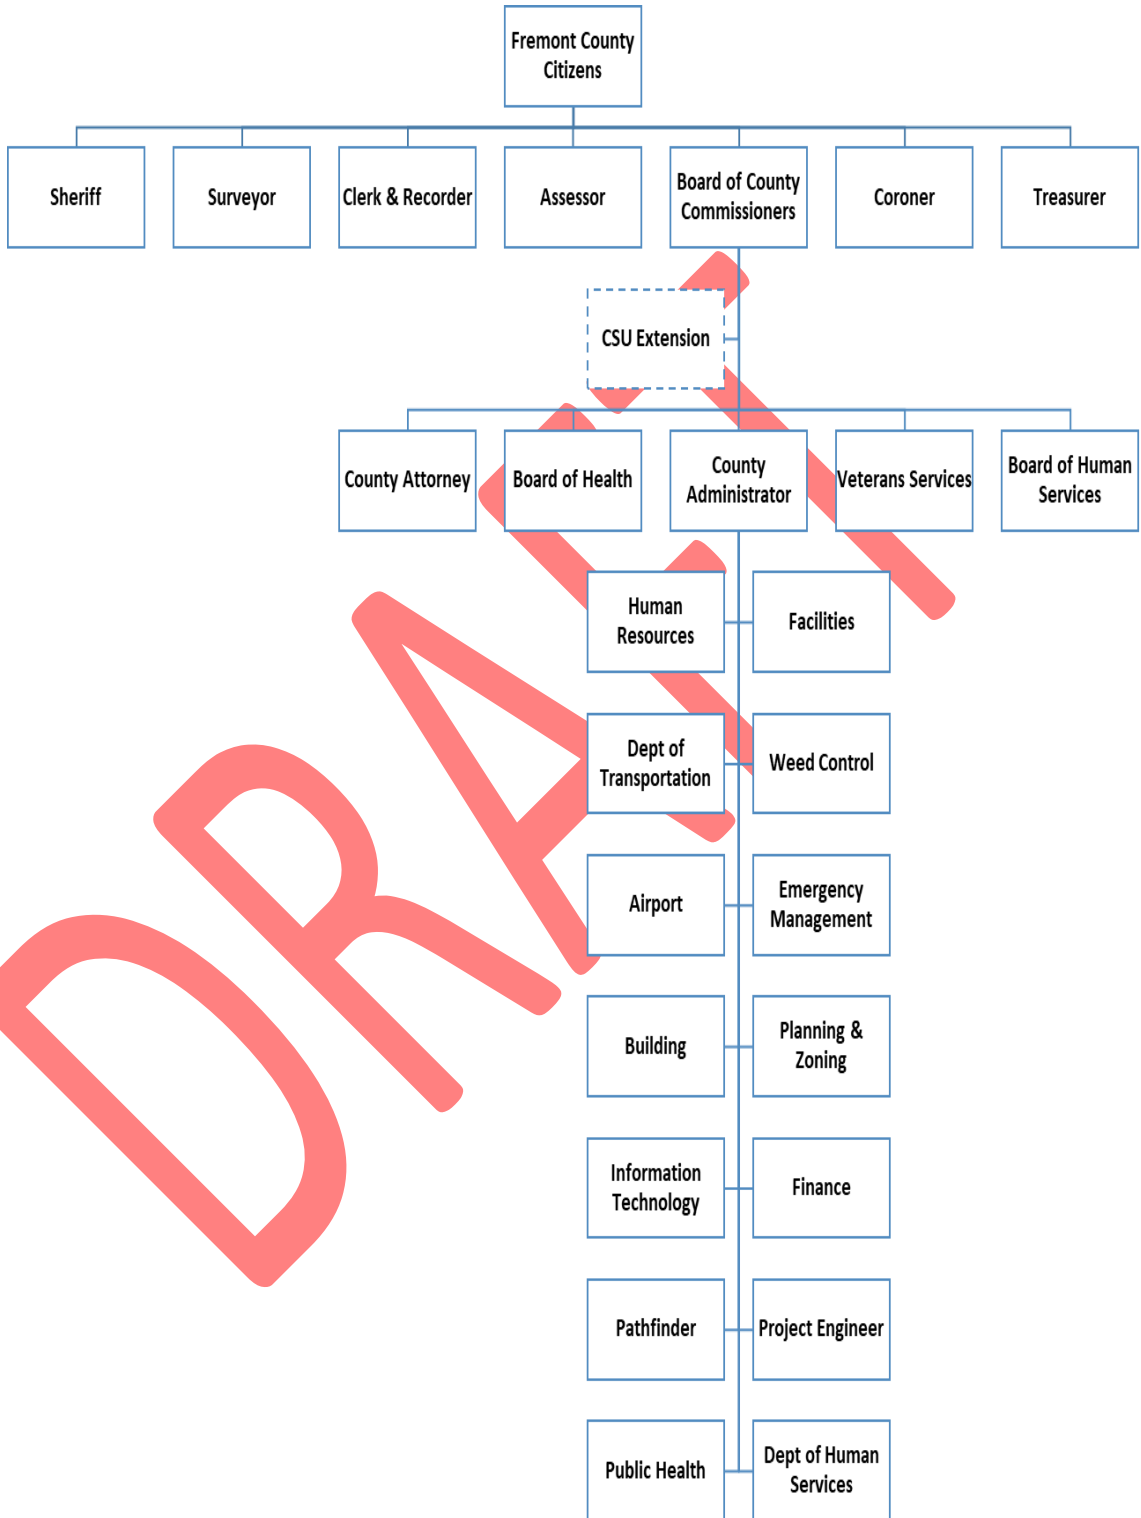 Fremont County
Citizens
Sheriff
Surveyor
Clerk & Recorder
Assessor
Board of County
Commissioners
Coroner
Treasurer
CSU Extension
County Attorney
Board of Health
County
Administrator
Veterans Services
Board of Human
Services
Human
Resources
Facilities
Dept of
Transportation
Weed Control
Airport
Emergency
Management
Building
Planning &
Zoning
Information
Technology
Finance
Pathfinder
Project Engineer
Public Health
Dept of Human
Services
DRAFT